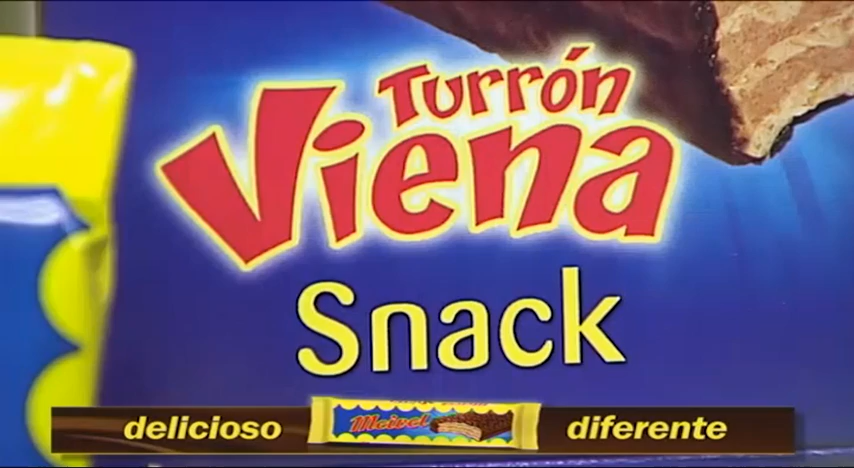 Turrón
Viena
Snack
delicioso
Meivel
diferente